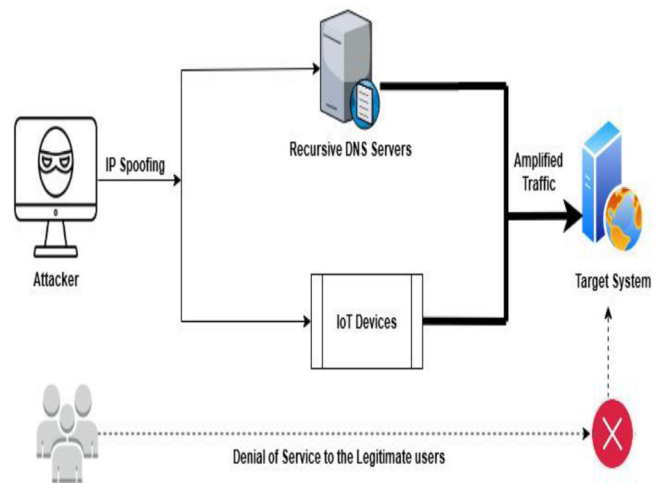 Recursive DNS Servers
IP Spoofing
Amplified
Traffic
Attacker
Target System
IoT Devices
Denial of Service to the Legitimate users